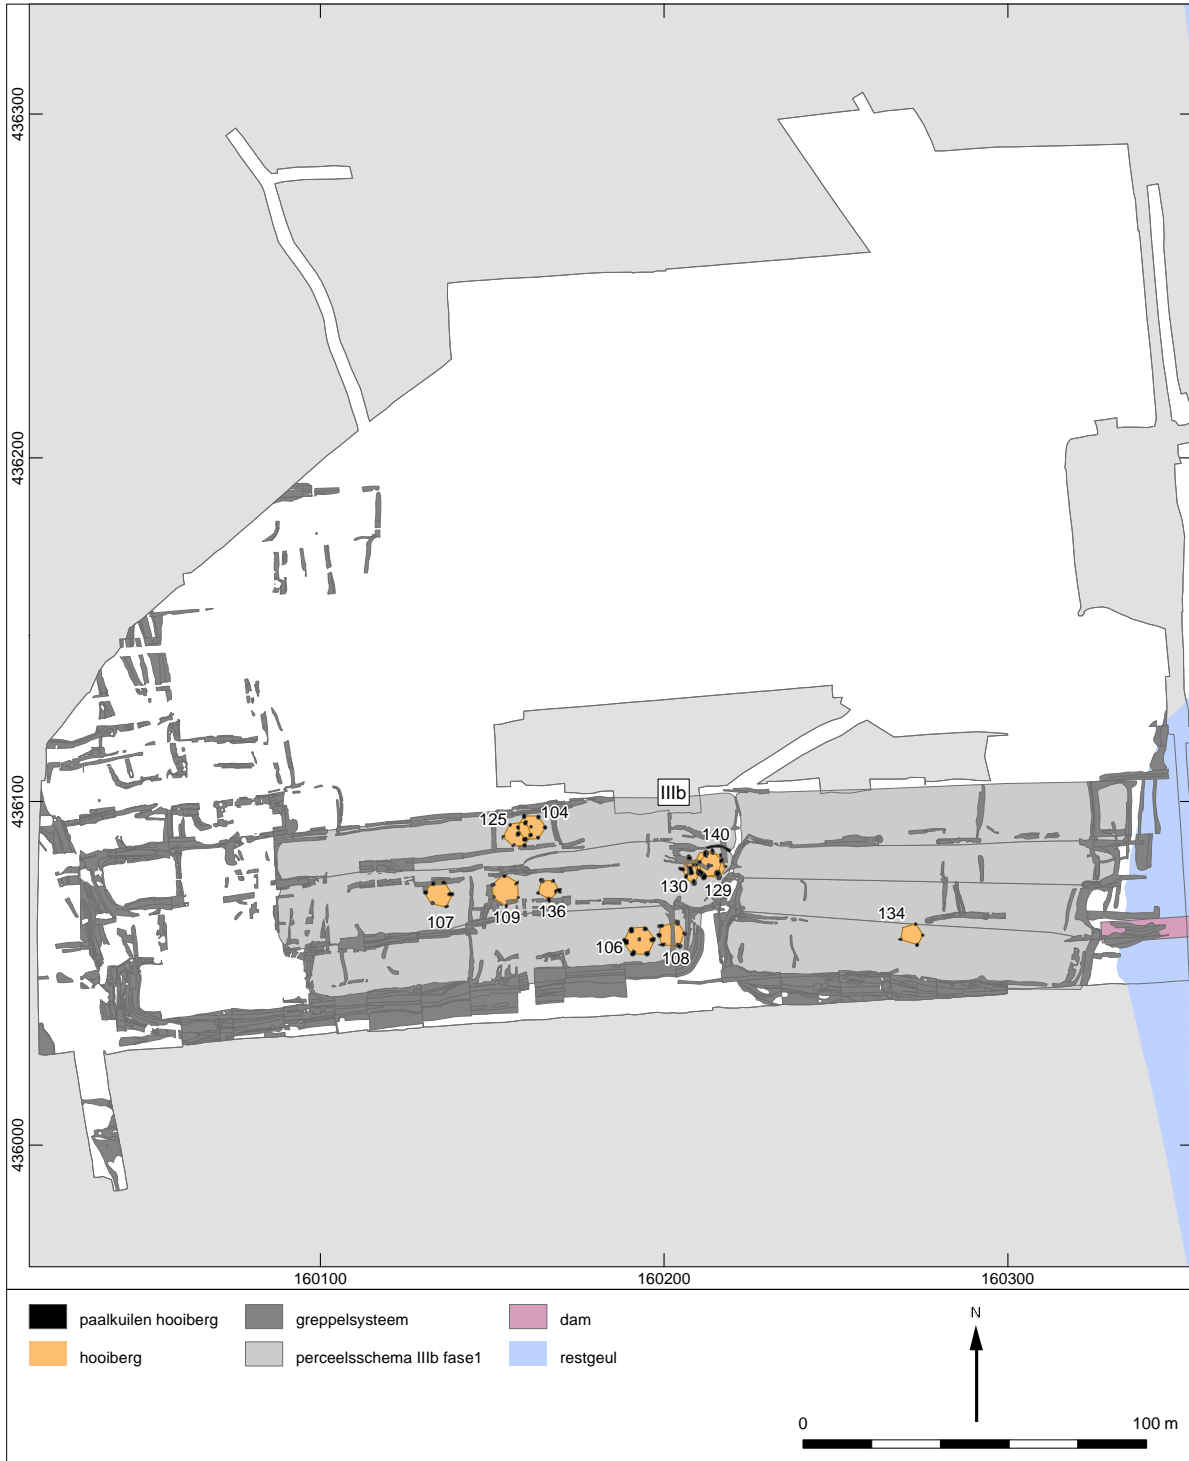 436300
436200
436100
436000
IIIb
125
104
140
130
129
107
109
136
134
106
108
160100
160200
160300
paalkuilen hooiberg
greppelsysteem
dam
hooiberg
perceelsschema IIIb fase1
restgeul
N
0
100 m